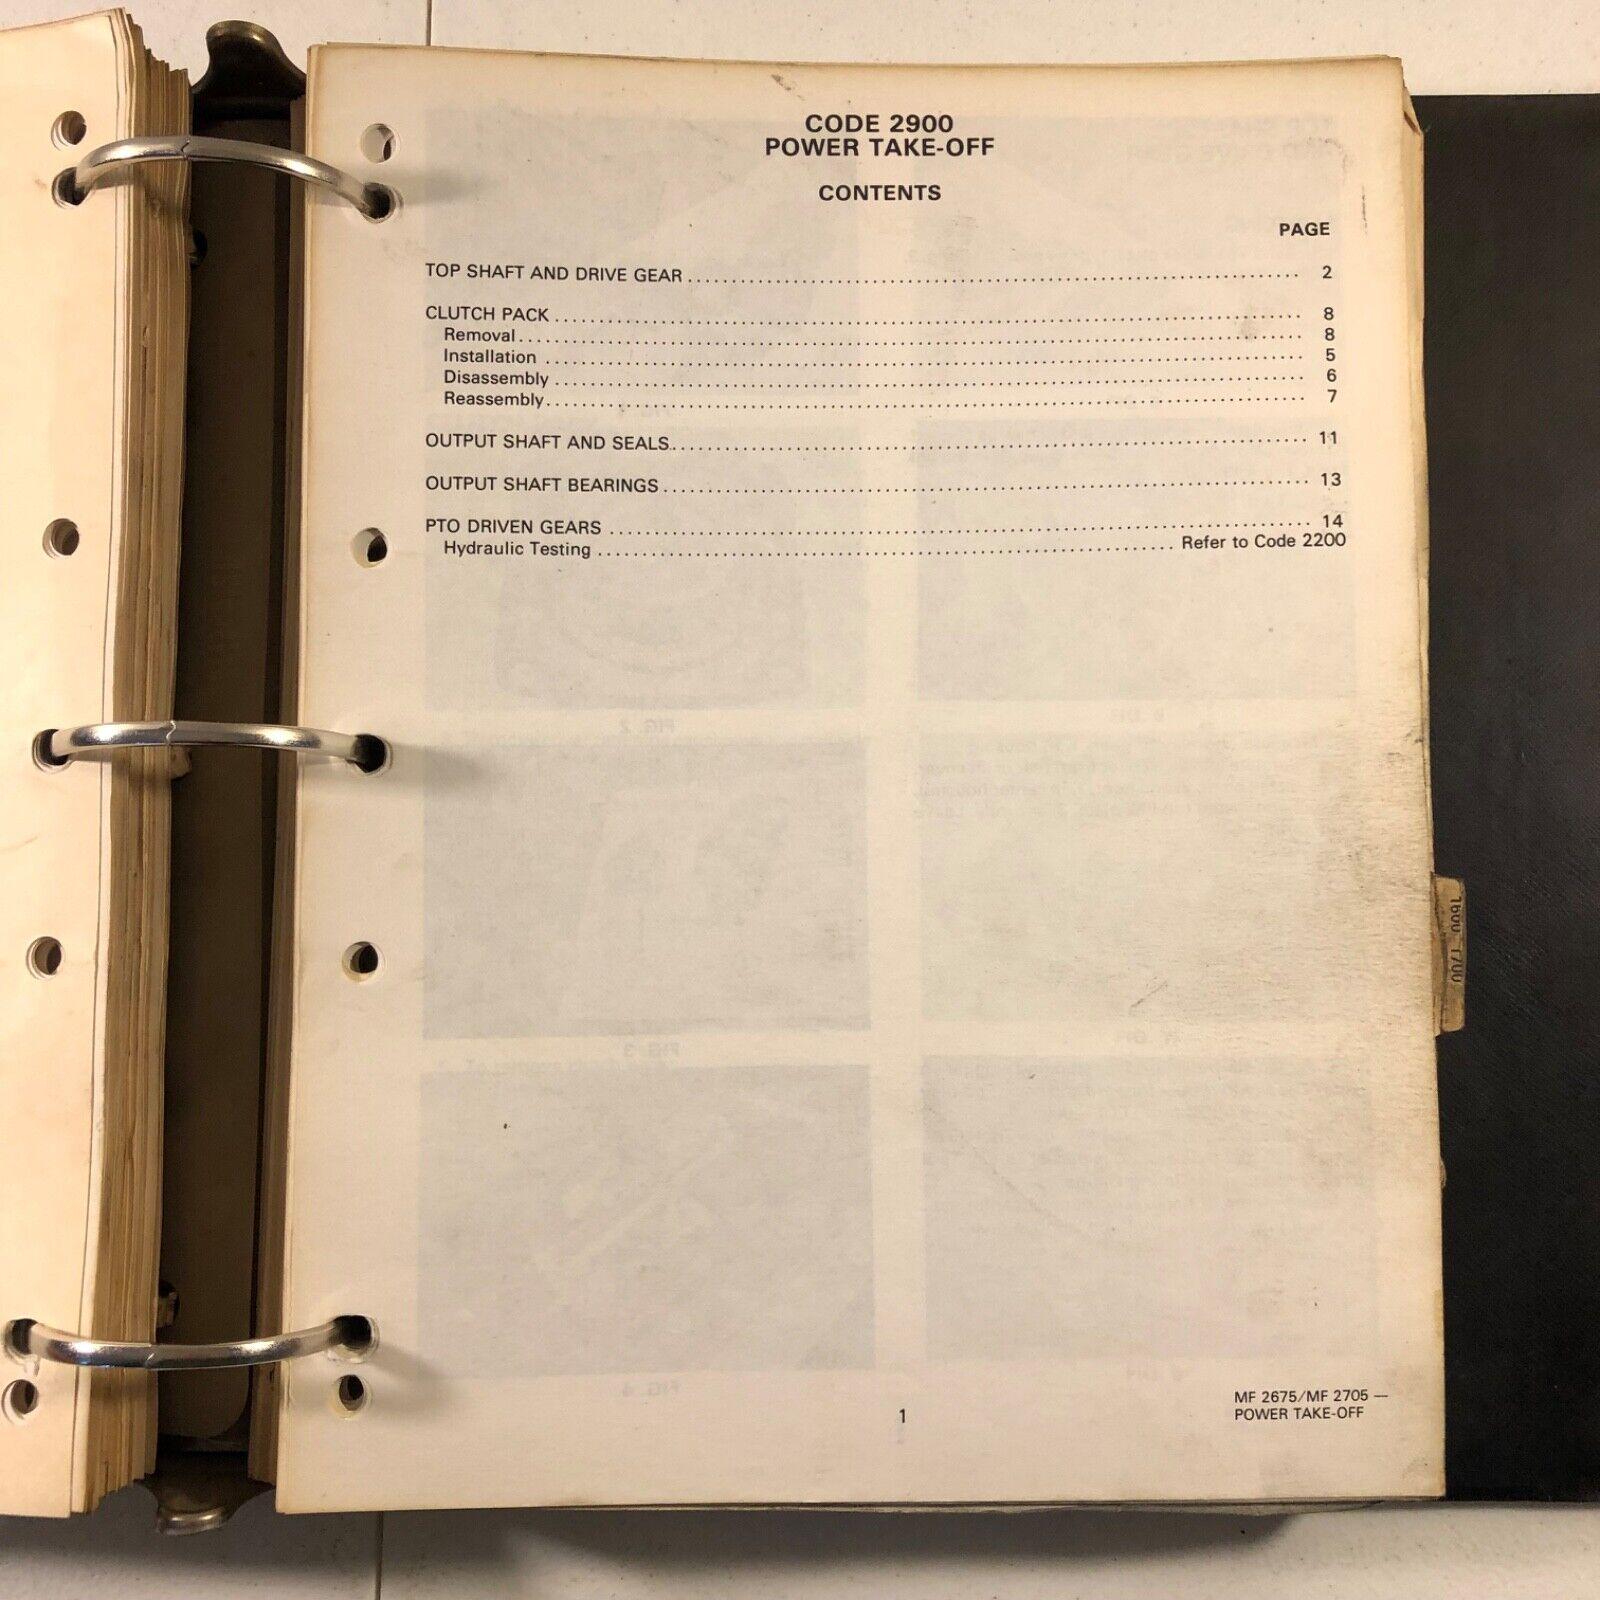 CODE 2900
POWER TAKE-OFF
CONTENTS
PAGE
TOP SHAFT AND DRIVE GEAR ........ 2
CLUTCH PACK ........ 8
Removal ........ 8
Installation ........ 5
Disassembly ........ 6
Reassembly ........ 7
OUTPUT SHAFT AND SEALS ........ 11
OUTPUT SHAFT BEARINGS ........ 13
PTO DRIVEN GEARS ........ 14
Hydraulic Testing ........ Refer to Code 2200
1600 1700
1
MF 2675/MF 2705 —
POWER TAKE-OFF